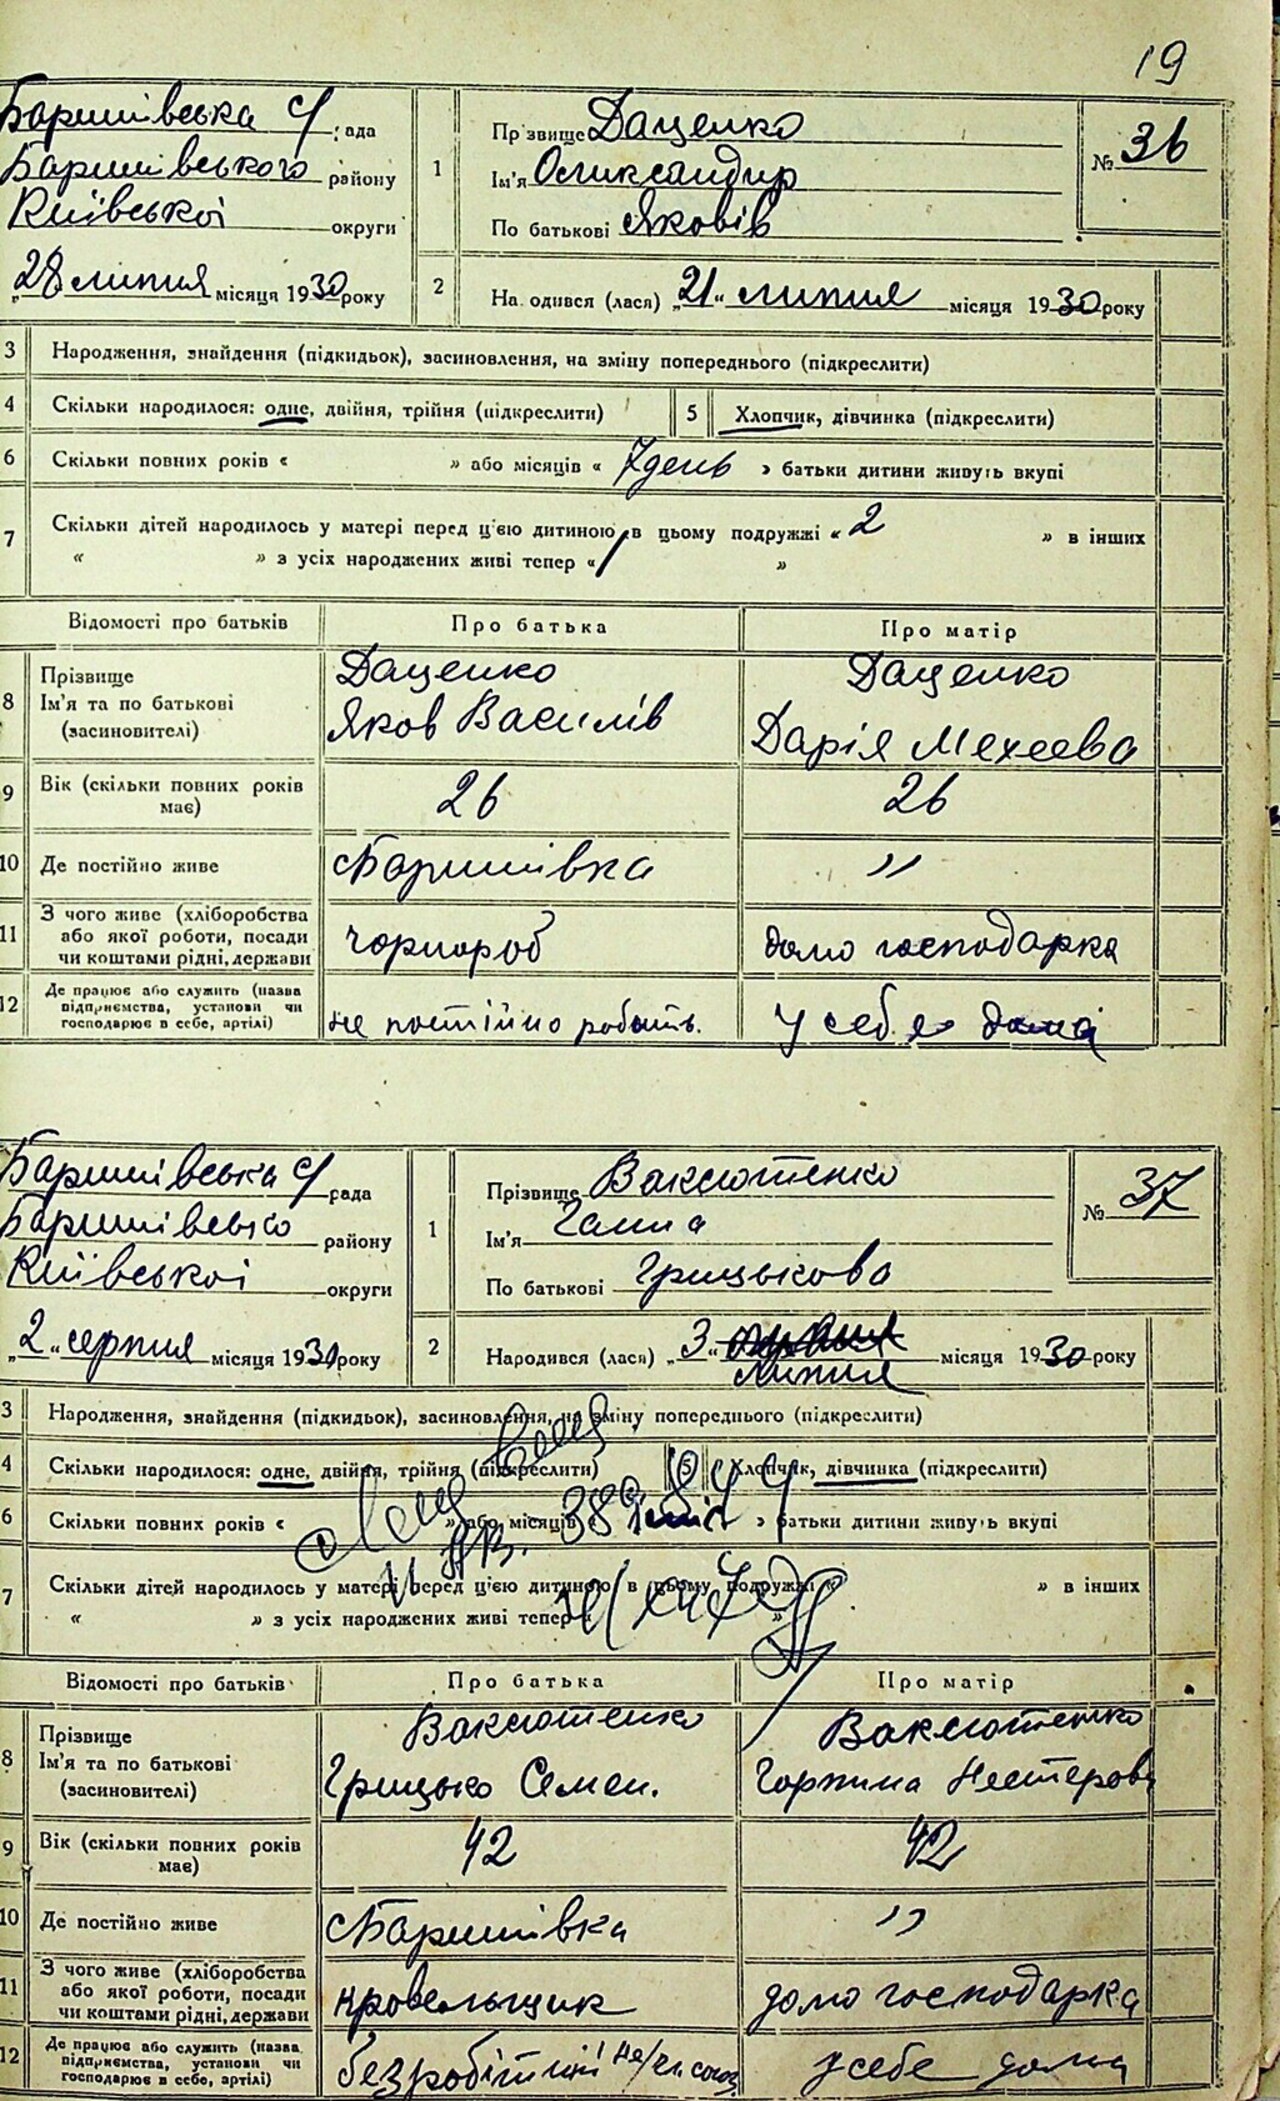 19
Баришівська с/рада
Баришівського району
Київської округи
„28 липня місяця 1930 року
1
Пр звище Даценко
Ім'я Оликсандир
По батькові Яковів
№ 36
2
На одився (лася) „21“ липня місяця 1930 року
3 Народження, знайдення (підкидьок), засиновлення, на зміну попереднього (підкреслити)
4 Скільки народилося: одне, двійня, трійня (підкреслити) 5 Хлопчик, дівчинка (підкреслити)
6 Скільки повних років « » або місяців « 7 день » батьки дитини живуть вкупі
7 Скільки дітей народилось у матері перед ц'єю дитиною в цьому подружжі « 2 » в інших
« » з усіх народжених живі тепер « 1 »
Відомості про батьків Про батька Про матір
8 Прізвище Ім'я та по батькові (засиновителі)
Даценко Яков Василів
Даценко Дарія Мехеева
9 Вік (скільки повних років має) 26 26
10 Де постійно живе Баришівка "
11 З чого живе (хліборобства або якої роботи, посади чи коштами рідні, держави
чорнороб
домо господарка
12 Де працює або служить (назва підприємства, установи чи господарює в себе, артілі)
не постійно робить.
у себе дома
Баришівська с/рада
Баришівсько району
Київської округи
„2“ серпня місяця 1930 року
1
Прізвище Ваксютенко
Ім'я Ганна
По батькові Грицькова
№ 37
2
Народився (лася) „3“ липня місяця 1930 року
3 Народження, знайдення (підкидьок), засиновлення, на зміну попереднього (підкреслити)
4 Скільки народилося: одне, двійня, трійня (підкреслити) 5 Хлопчик, дівчинка (підкреслити)
6 Скільки повних років « » або місяців « » батьки дитини живуть вкупі
7 Скільки дітей народилось у матері перед ц'єю дитиною в цьому подружжі « » в інших
« » з усіх народжених живі тепер « »
Відомості про батьків Про батька Про матір
8 Прізвище Ім'я та по батькові (засиновителі)
Ваксютенко Грицько Семен.
Ваксютенко Горпина Нестерова
9 Вік (скільки повних років має) 42 42
10 Де постійно живе Баришівка "
11 З чого живе (хліборобства або якої роботи, посади чи коштами рідні, держави
кровельщик
домо господарка
12 Де працює або служить (назва підприємства, установи чи господарює в себе, артілі)
безробітний не/чл. союз.
у себе дома